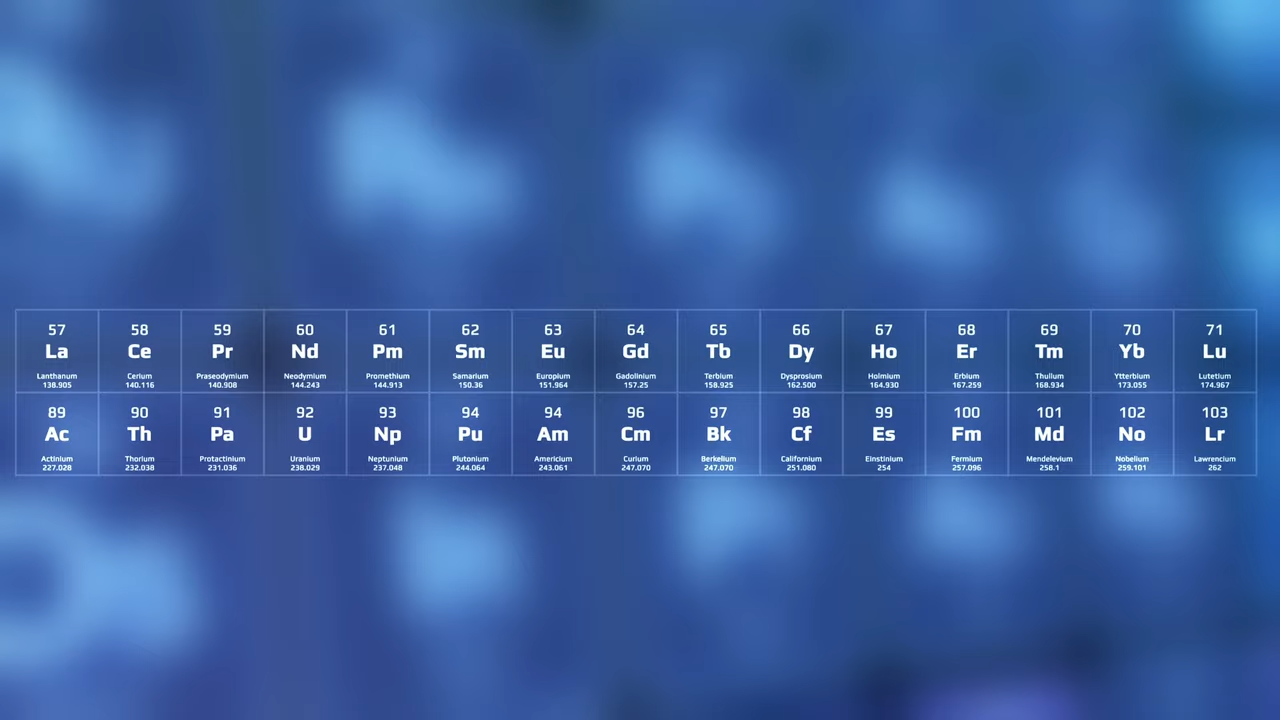 57 58 59 60 61 62 63 64 65 66 67 68 69 70 71
La Ce Pr Nd Pm Sm Eu Gd Tb Dy Ho Er Tm Yb Lu
Lanthanum Cerium Praseodymium Neodymium Promethium Samarium Europium Gadolinium Terbium Dysprosium Holmium Erbium Thulium Ytterbium Lutetium
138.905 140.116 140.908 144.243 144.913 150.36 151.964 157.25 158.925 162.500 164.930 167.259 168.934 173.055 174.967
89 90 91 92 93 94 94 96 97 98 99 100 101 102 103
Ac Th Pa U Np Pu Am Cm Bk Cf Es Fm Md No Lr
Actinium Thorium Protactinium Uranium Neptunium Plutonium Americium Curium Berkelium Californium Einstinium Fermium Mendelevium Nobelium Lawrencium
227.028 232.038 231.036 238.029 237.048 244.064 243.061 247.070 247.070 251.080 254 257.096 258.1 259.101 262